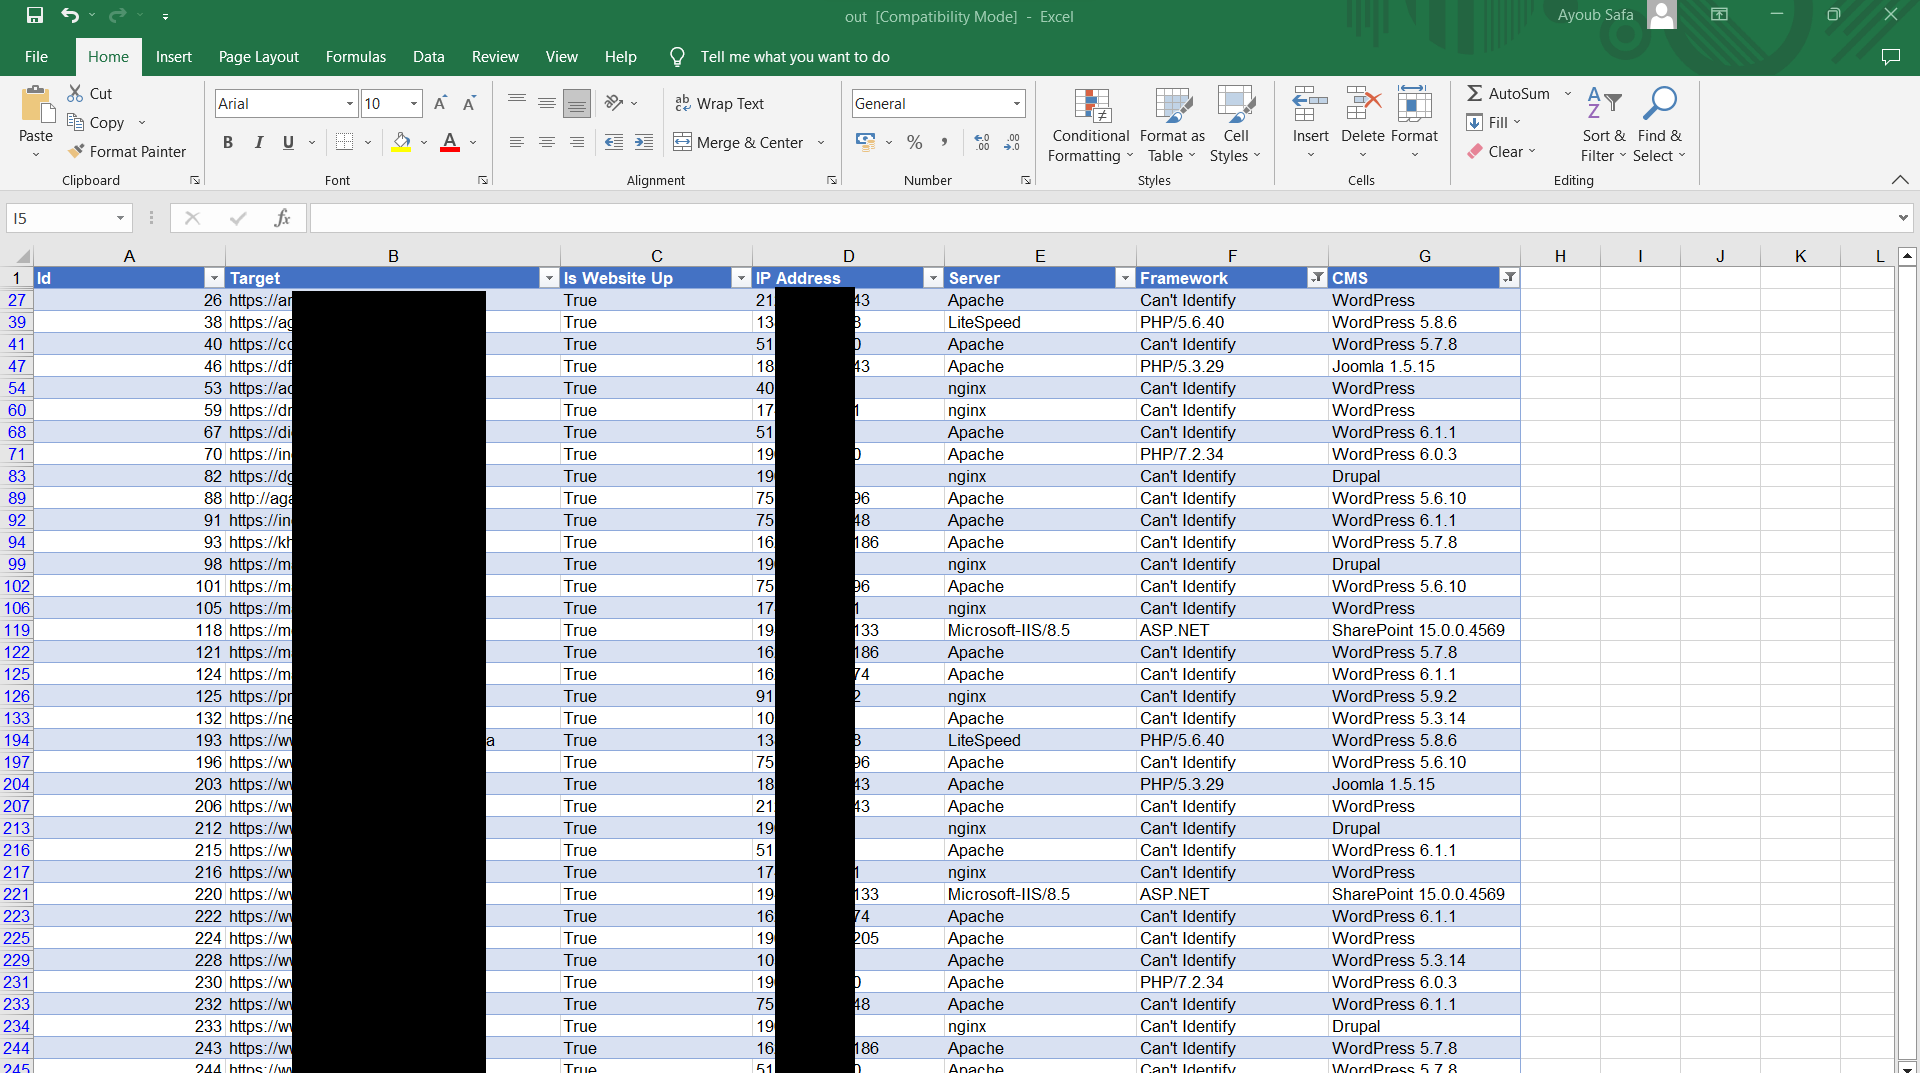 out [Compatibility Mode] - Excel
Ayoub Safa
File Home Insert Page Layout Formulas Data Review View Help Tell me what you want to do
Paste
Cut
Copy
Format Painter
Clipboard
Arial 10
B I U
Font
Wrap Text
Merge & Center
Alignment
General
Number
Conditional Formatting
Format as Table
Cell Styles
Styles
Insert Delete Format
Cells
AutoSum
Fill
Clear
Sort & Filter
Find & Select
Editing
I5
fx
A B C D E F G H I J K L
1 Id Target Is Website Up IP Address Server Framework CMS
27 26 https://ar True 21 43 Apache Can't Identify WordPress
39 38 https://ag True 13 8 LiteSpeed PHP/5.6.40 WordPress 5.8.6
41 40 https://co True 51 0 Apache Can't Identify WordPress 5.7.8
47 46 https://df True 18 43 Apache PHP/5.3.29 Joomla 1.5.15
54 53 https://ac True 40 nginx Can't Identify WordPress
60 59 https://dr True 17 1 nginx Can't Identify WordPress
68 67 https://di True 51 Apache Can't Identify WordPress 6.1.1
71 70 https://in True 19 0 Apache PHP/7.2.34 WordPress 6.0.3
83 82 https://dg True 19 nginx Can't Identify Drupal
89 88 http://aga True 75 96 Apache Can't Identify WordPress 5.6.10
92 91 https://in True 75 48 Apache Can't Identify WordPress 6.1.1
94 93 https://kh True 16 186 Apache Can't Identify WordPress 5.7.8
99 98 https://m True 19 nginx Can't Identify Drupal
102 101 https://m True 75 96 Apache Can't Identify WordPress 5.6.10
106 105 https://m True 17 1 nginx Can't Identify WordPress
119 118 https://m True 19 133 Microsoft-IIS/8.5 ASP.NET SharePoint 15.0.0.4569
122 121 https://m True 16 186 Apache Can't Identify WordPress 5.7.8
125 124 https://m True 16 74 Apache Can't Identify WordPress 6.1.1
126 125 https://pr True 91 2 nginx Can't Identify WordPress 5.9.2
133 132 https://ne True 10 Apache Can't Identify WordPress 5.3.14
194 193 https://w a True 13 8 LiteSpeed PHP/5.6.40 WordPress 5.8.6
197 196 https://w True 75 96 Apache Can't Identify WordPress 5.6.10
204 203 https://w True 18 43 Apache PHP/5.3.29 Joomla 1.5.15
207 206 https://w True 21 43 Apache Can't Identify WordPress
213 212 https://w True 19 nginx Can't Identify Drupal
216 215 https://w True 51 Apache Can't Identify WordPress 6.1.1
217 216 https://w True 17 1 nginx Can't Identify WordPress
221 220 https://w True 19 133 Microsoft-IIS/8.5 ASP.NET SharePoint 15.0.0.4569
223 222 https://w True 16 74 Apache Can't Identify WordPress 6.1.1
225 224 https://w True 19 205 Apache Can't Identify WordPress
229 228 https://w True 10 Apache Can't Identify WordPress 5.3.14
231 230 https://w True 19 0 Apache PHP/7.2.34 WordPress 6.0.3
233 232 https://w True 75 48 Apache Can't Identify WordPress 6.1.1
234 233 https://w True 19 nginx Can't Identify Drupal
244 243 https://w True 16 186 Apache Can't Identify WordPress 5.7.8
245 244 https://w True 51 0 Apache Can't Identify WordPress 5.7.8